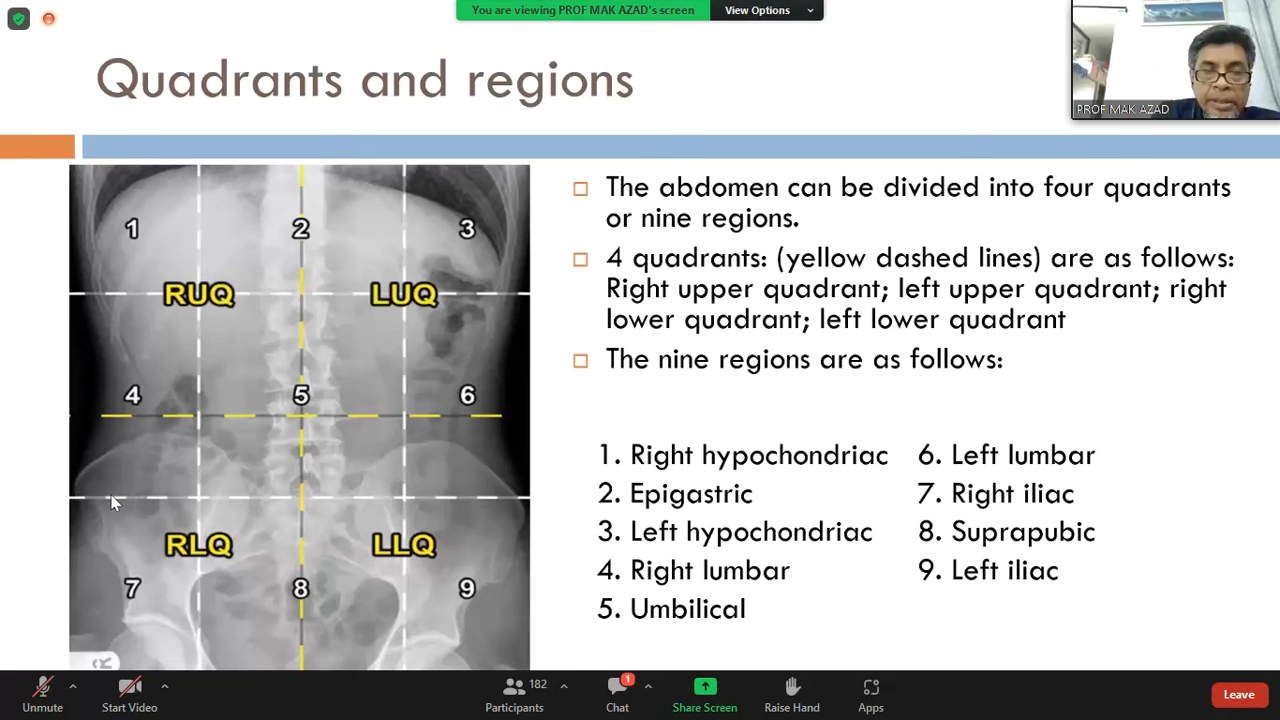 You are viewing PROF MAK AZAD's screen
View Options
Quadrants and regions
PROF MAK AZAD
1
2
3
RUQ
LUQ
4
5
6
RLQ
LLQ
7
8
9
The abdomen can be divided into four quadrants
or nine regions.
4 quadrants: (yellow dashed lines) are as follows:
Right upper quadrant; left upper quadrant; right
lower quadrant; left lower quadrant
The nine regions are as follows:
1. Right hypochondriac
2. Epigastric
3. Left hypochondriac
4. Right lumbar
5. Umbilical
6. Left lumbar
7. Right iliac
8. Suprapubic
9. Left iliac
Unmute
Start Video
182
Participants
1
Chat
Share Screen
Raise Hand
Apps
Leave